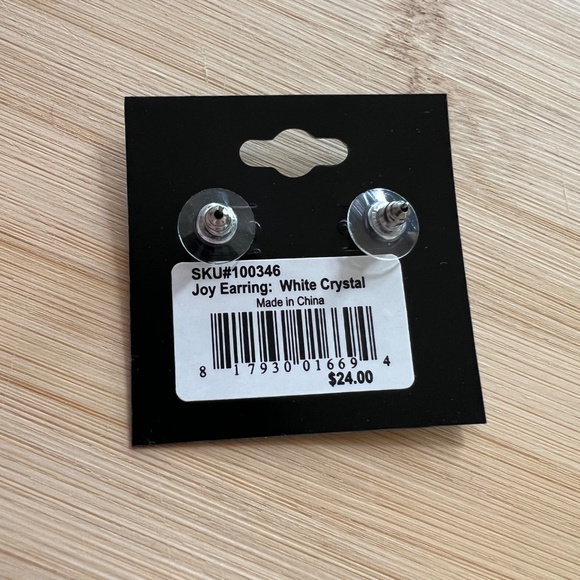 SKU#100346
Joy Earring: White Crystal
Made in China
8 17930 01669 4
$24.00